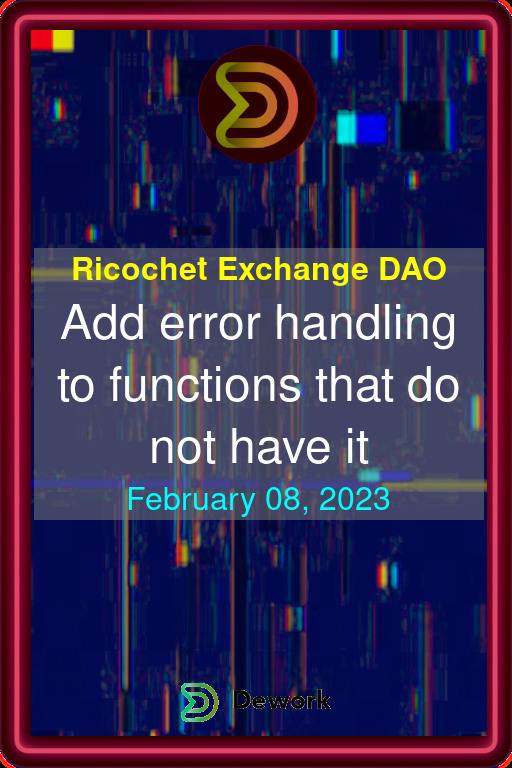 Ricochet Exchange DAO
Add error handling
to functions that do
not have it
February 08, 2023
Dework